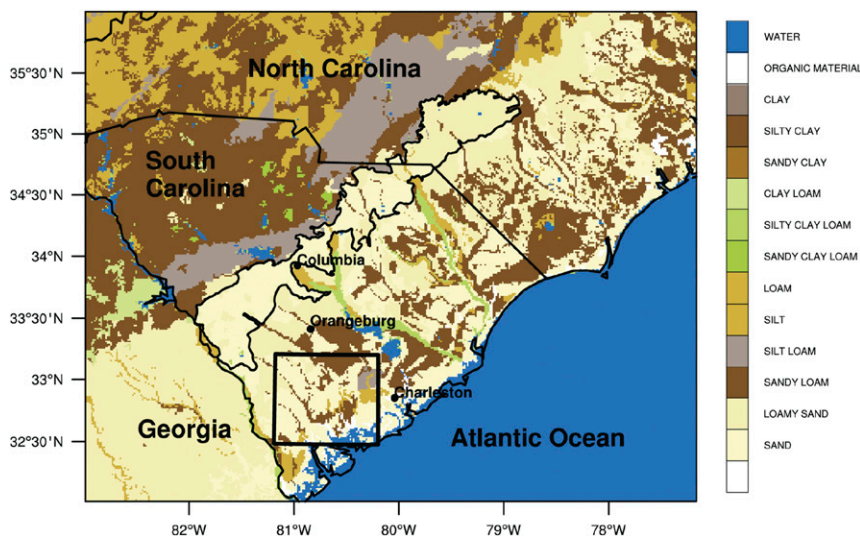 35°30'N
35°N
34°30'N
34°N
33°30'N
33°N
32°30'N
82°W
81°W
80°W
79°W
78°W
North Carolina
South
Carolina
Columbia
Orangeburg
Charleston
Georgia
Atlantic Ocean
WATER
ORGANIC MATERIAL
CLAY
SILTY CLAY
SANDY CLAY
CLAY LOAM
SILTY CLAY LOAM
SANDY CLAY LOAM
LOAM
SILT
SILT LOAM
SANDY LOAM
LOAMY SAND
SAND